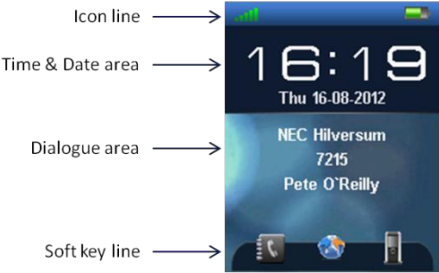 Icon line
Time & Date area
16:19
Thu 16-08-2012
Dialogue area
NEC Hilversum
7215
Pete O`Reilly
Soft key line